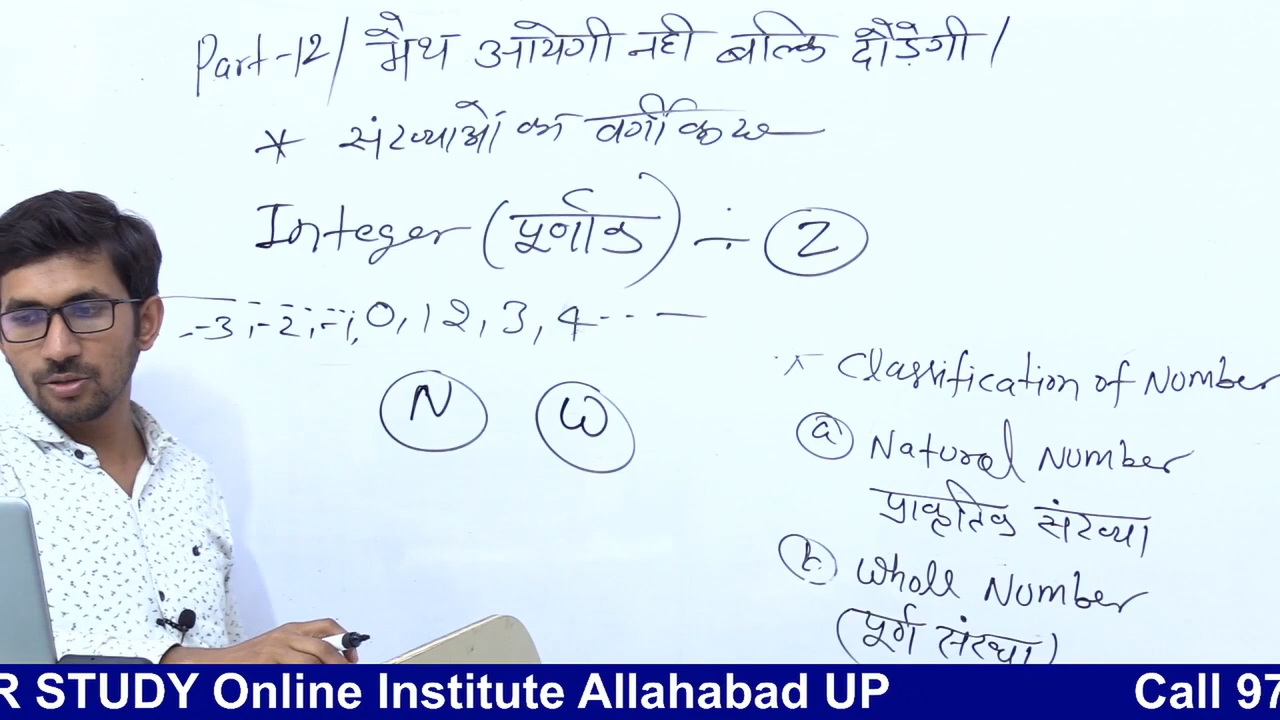 Part-12/ मैथ आयेगी नही बल्कि दौड़ेगी/
* संख्याओं का वर्गीकरण
Integer (पूर्णांक) ÷ Z
--3,-2,-1,0,1 2,3,4---
N W
* Classification of Number
(a) Natural Number
प्राकृतिक संख्या
(b) Whole Number
(पूर्ण संख्या)
R STUDY Online Institute Allahabad UP Call 97